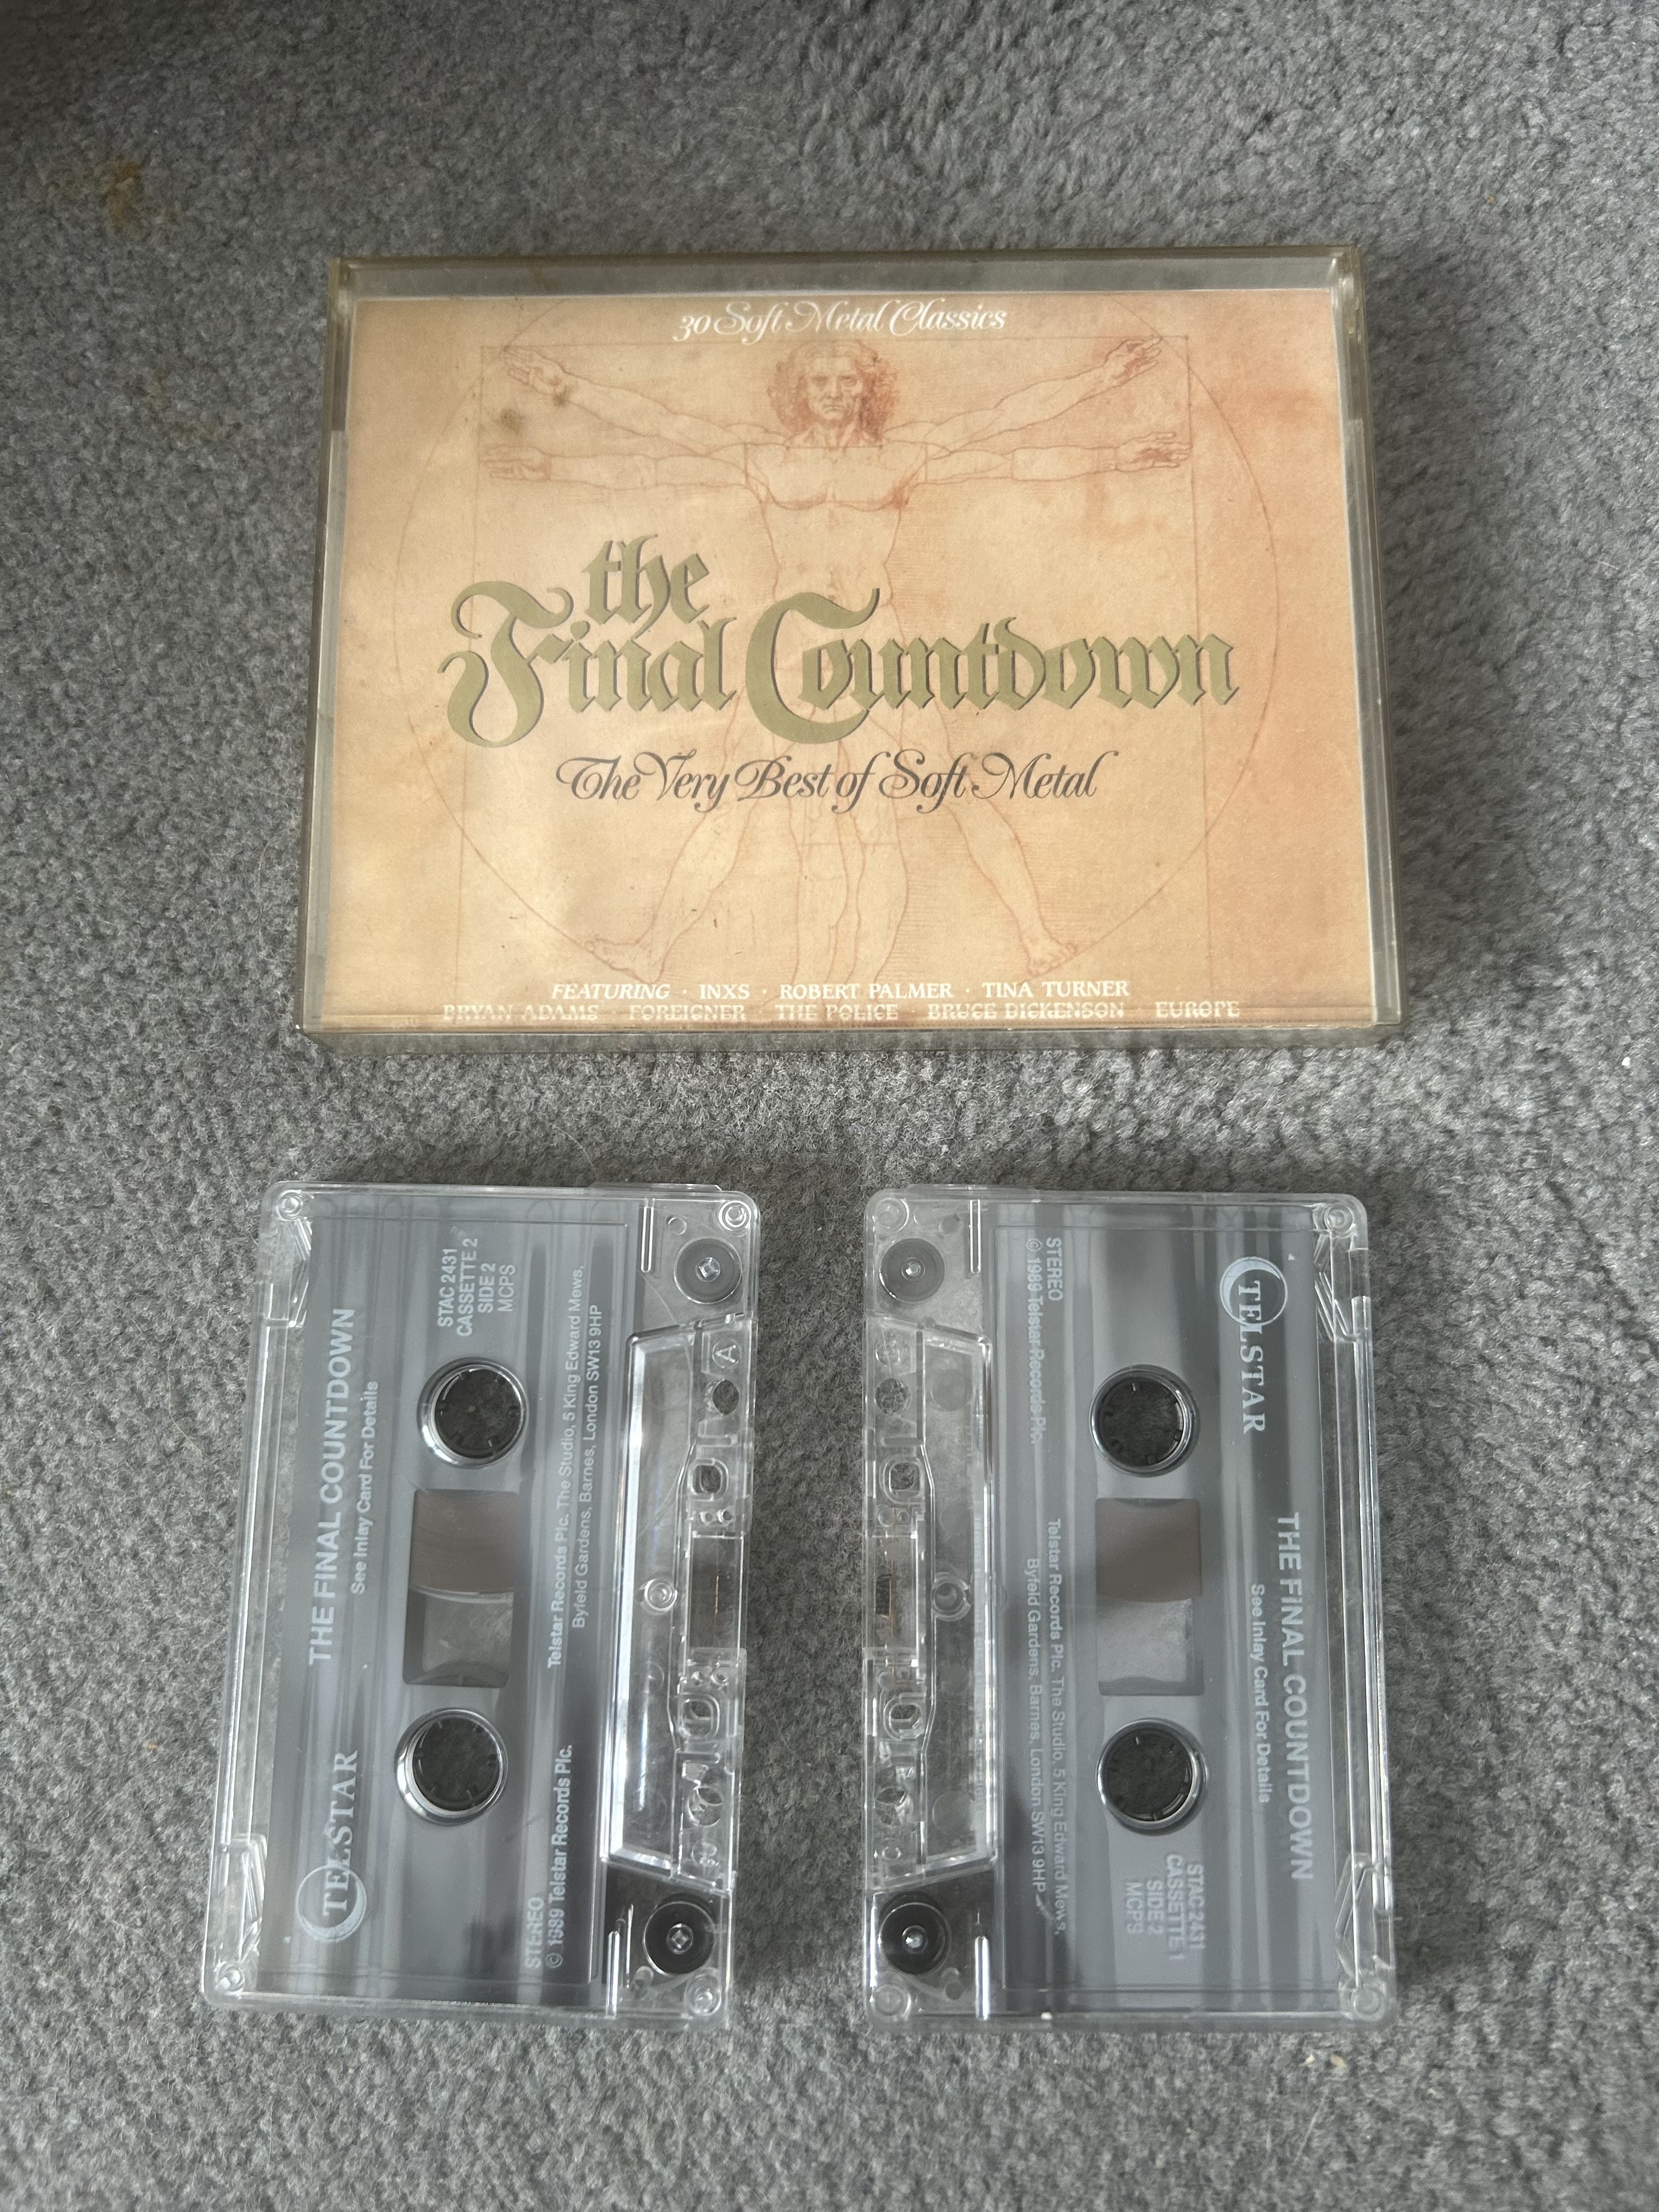 30 Soft Metal Classics
the
Final Countdown
The Very Best of Soft Metal
FEATURING · INXS · ROBERT PALMER · TINA TURNER
BRYAN ADAMS · FOREIGNER · THE POLICE · BRUCE DICKENSON · EUROPE
TELSTAR
THE FINAL COUNTDOWN
See Inlay Card For Details
STAC 2431
CASSETTE 2
SIDE 2
MCPS
STEREO
© 1989 Telstar Records Plc.
Telstar Records Plc. The Studio, 5 King Edward Mews,
Byfeld Gardens, Barnes, London SW13 9HP
A
TELSTAR
THE FINAL COUNTDOWN
See Inlay Card For Details
STAC 2431
CASSETTE 1
SIDE 2
MCPS
STEREO
© 1989 Telstar Records Plc.
Telstar Records Plc. The Studio, 5 King Edward Mews,
Byfeld Gardens, Barnes, London SW13 9HP